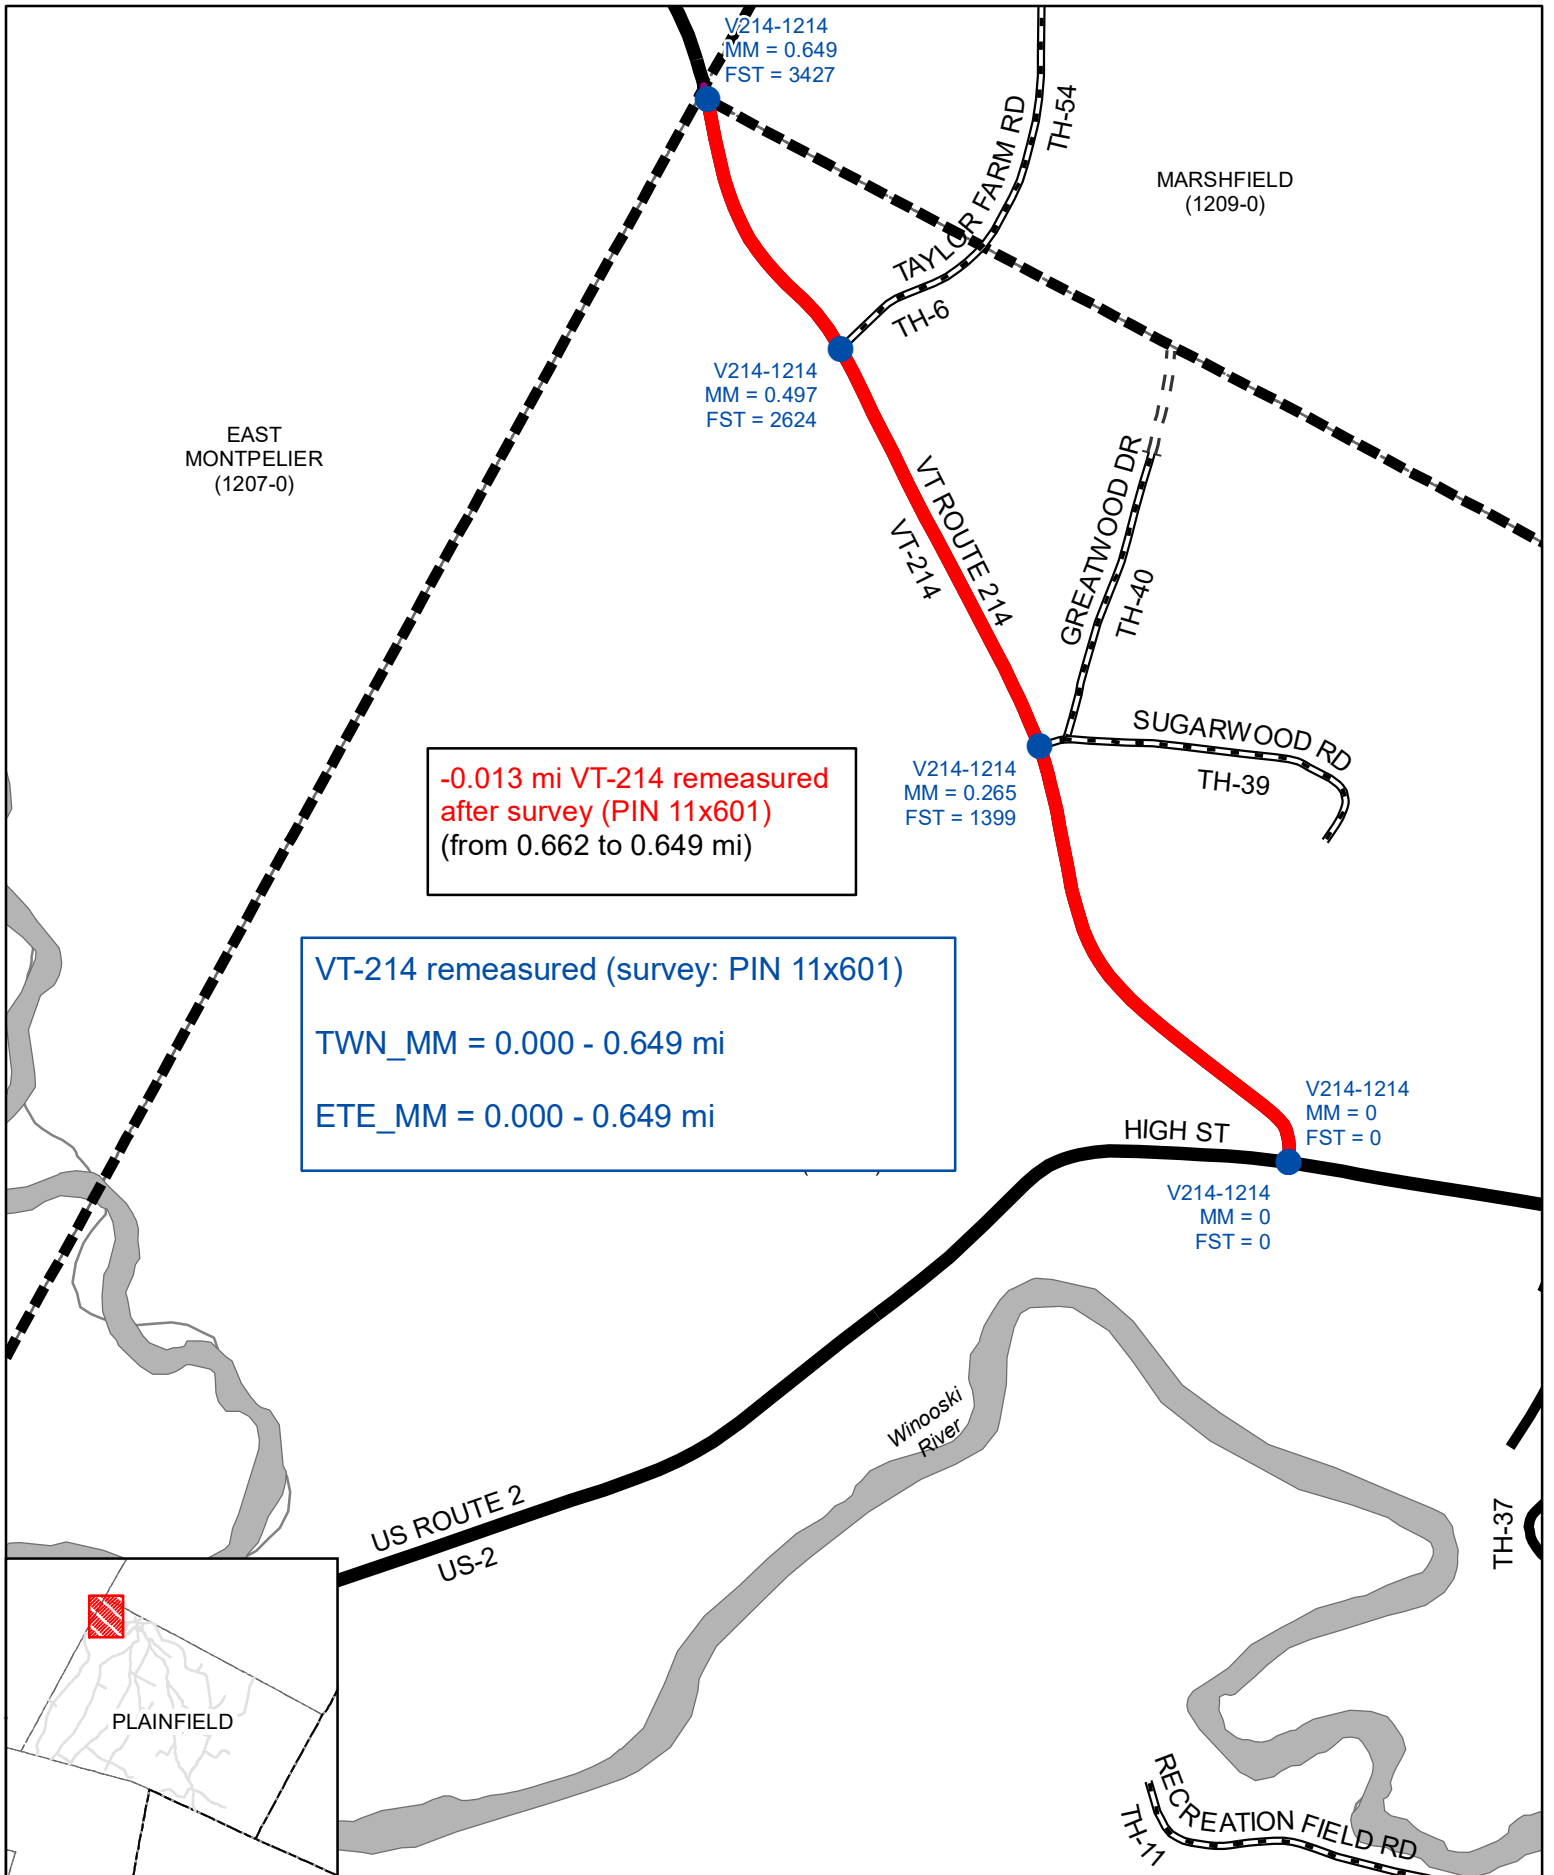 V214-1214
MM = 0.649
FST = 3427
TAYLOR FARM RD
TH-54
MARSHFIELD
(1209-0)
TH-6
V214-1214
MM = 0.497
FST = 2624
EAST
MONTPELIER
(1207-0)
VT ROUTE 214
VT-214
GREATWOOD DR
TH-40
SUGARWOOD RD
TH-39
V214-1214
MM = 0.265
FST = 1399
-0.013 mi VT-214 remeasured
after survey (PIN 11x601)
(from 0.662 to 0.649 mi)
VT-214 remeasured (survey: PIN 11x601)
TWN_MM = 0.000 - 0.649 mi
ETE_MM = 0.000 - 0.649 mi
V214-1214
MM = 0
FST = 0
HIGH ST
V214-1214
MM = 0
FST = 0
Winooski
River
US ROUTE 2
US-2
TH-37
PLAINFIELD
RECREATION FIELD RD
TH-11